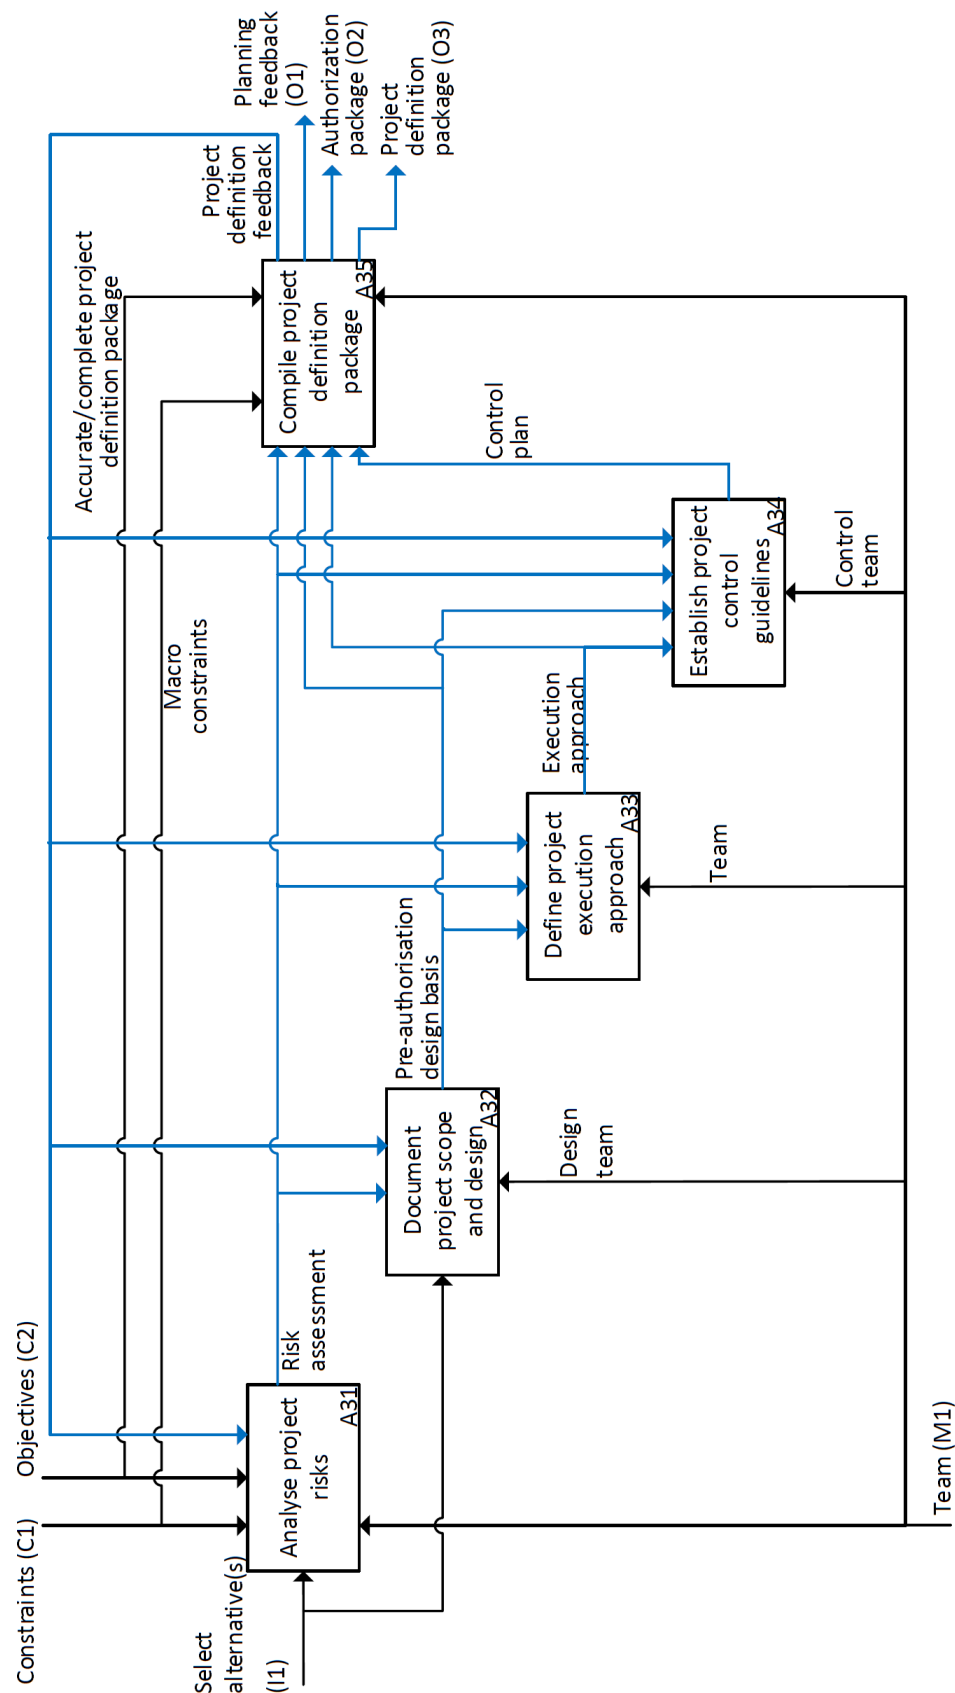 Constraints (C1)
Objectives (C2)
Select
alternative(s)
(I1)
Analyse project
risks
A31
Risk
assessment
Document
project scope
and design
A32
Pre-authorisation
design basis
Design
team
Define project
execution
approach
A33
Execution
approach
Team
Establish project
control
guidelines
A34
Control
plan
Control
team
Macro
constraints
Accurate/complete project
definition package
Compile project
definition
package
A35
Project
definition
feedback
Planning
feedback
(O1)
Authorization
package (O2)
Project
definition
package (O3)
Team (M1)